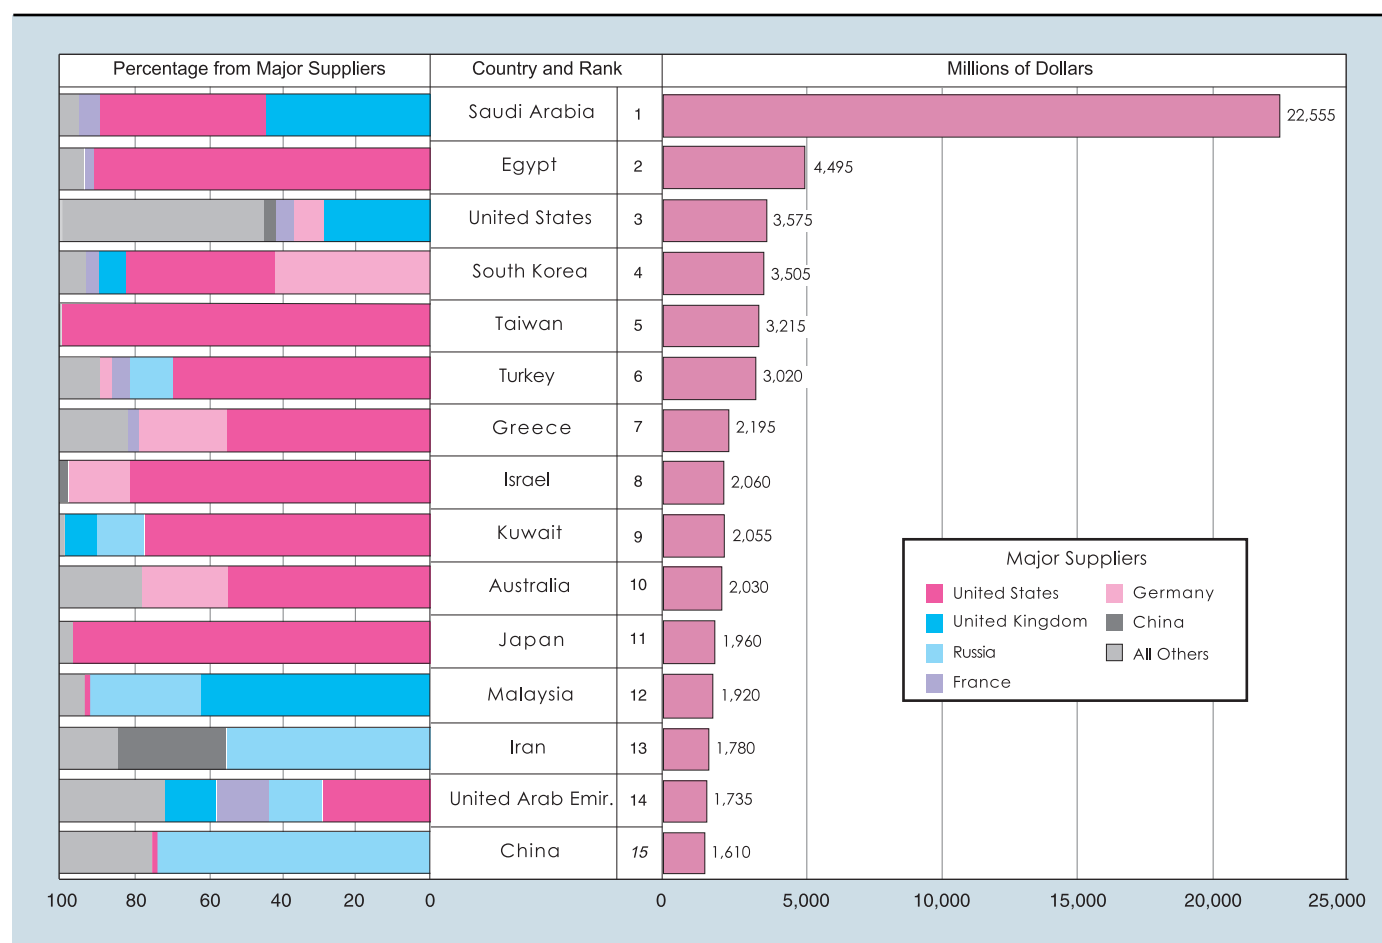 Percentage from Major Suppliers Country and Rank Millions of Dollars
Saudi Arabia 1 22,555
Egypt 2 4,495
United States 3 3,575
South Korea 4 3,505
Taiwan 5 3,215
Turkey 6 3,020
Greece 7 2,195
Israel 8 2,060
Kuwait 9 2,055
Australia 10 2,030
Japan 11 1,960
Malaysia 12 1,920
Iran 13 1,780
United Arab Emir. 14 1,735
China 15 1,610
Major Suppliers
United States Germany
United Kingdom China
Russia All Others
France
100 80 60 40 20 0 0 5,000 10,000 15,000 20,000 25,000